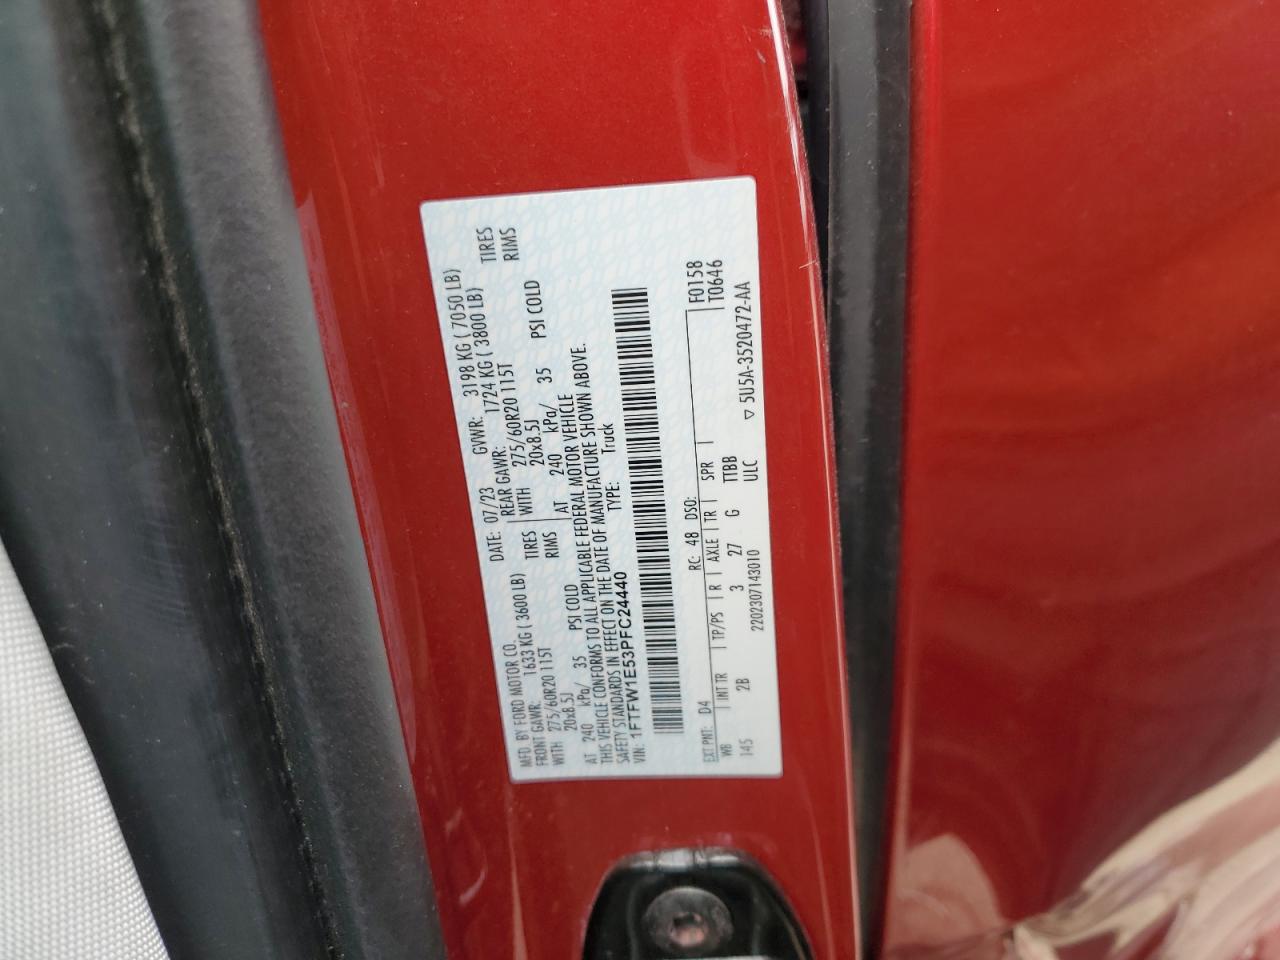 MFD. BY FORD MOTOR CO. DATE: 07/23 GVWR: 3198 KG ( 7050 LB)
FRONT GAWR: 1633 KG ( 3600 LB) REAR GAWR: 1724 KG ( 3800 LB)
WITH 275/60R20 115T TIRES WITH 275/60R20 115T TIRES
20x8.5J RIMS 20x8.5J RIMS
AT 240 kPa/ 35 PSI COLD AT 240 kPa/ 35 PSI COLD
THIS VEHICLE CONFORMS TO ALL APPLICABLE FEDERAL MOTOR VEHICLE
SAFETY STANDARDS IN EFFECT ON THE DATE OF MANUFACTURE SHOWN ABOVE.
VIN: 1FTFW1E53PFC24440 TYPE: Truck
EXT PNT: D4 RC: 48 DSO: F0158
WB INT TR TP/PS R AXLE TR SPR T0646
145 2B 3 27 G TTBB
2202307143010 ULC ▽ 5U5A-3520472-AA